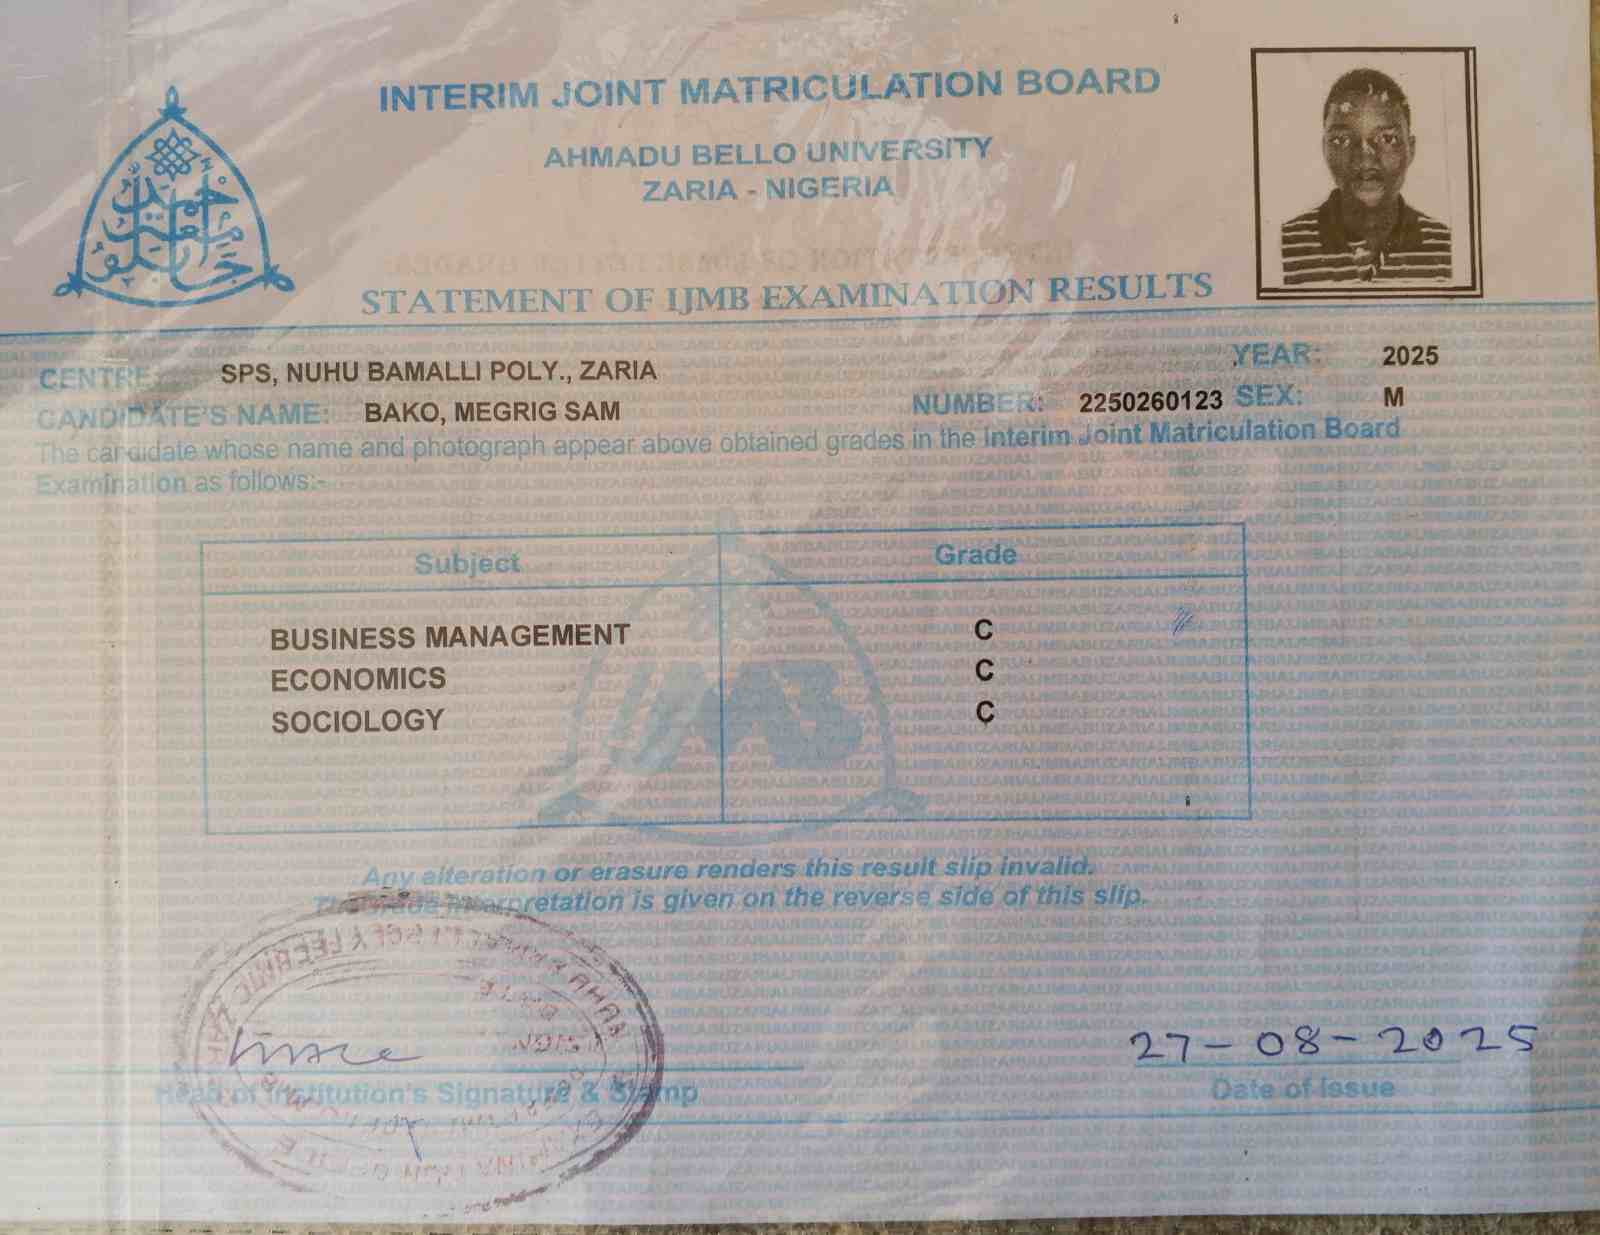 INTERIM JOINT MATRICULATION BOARD
AHMADU BELLO UNIVERSITY
ZARIA - NIGERIA
STATEMENT OF IJMB EXAMINATION RESULTS
CENTRE: SPS, NUHU BAMALLI POLY., ZARIA YEAR: 2025
CANDIDATE'S NAME: BAKO, MEGRIG SAM NUMBER: 2250260123 SEX: M
The candidate whose name and photograph appear above obtained grades in the Interim Joint Matriculation Board
Examination as follows:-
Subject Grade
BUSINESS MANAGEMENT C
ECONOMICS C
SOCIOLOGY C
IJMB
Any alteration or erasure renders this result slip invalid.
The Grade interpretation is given on the reverse side of this slip.
27-08-2025
Head of Institution's Signature & Stamp Date of Issue